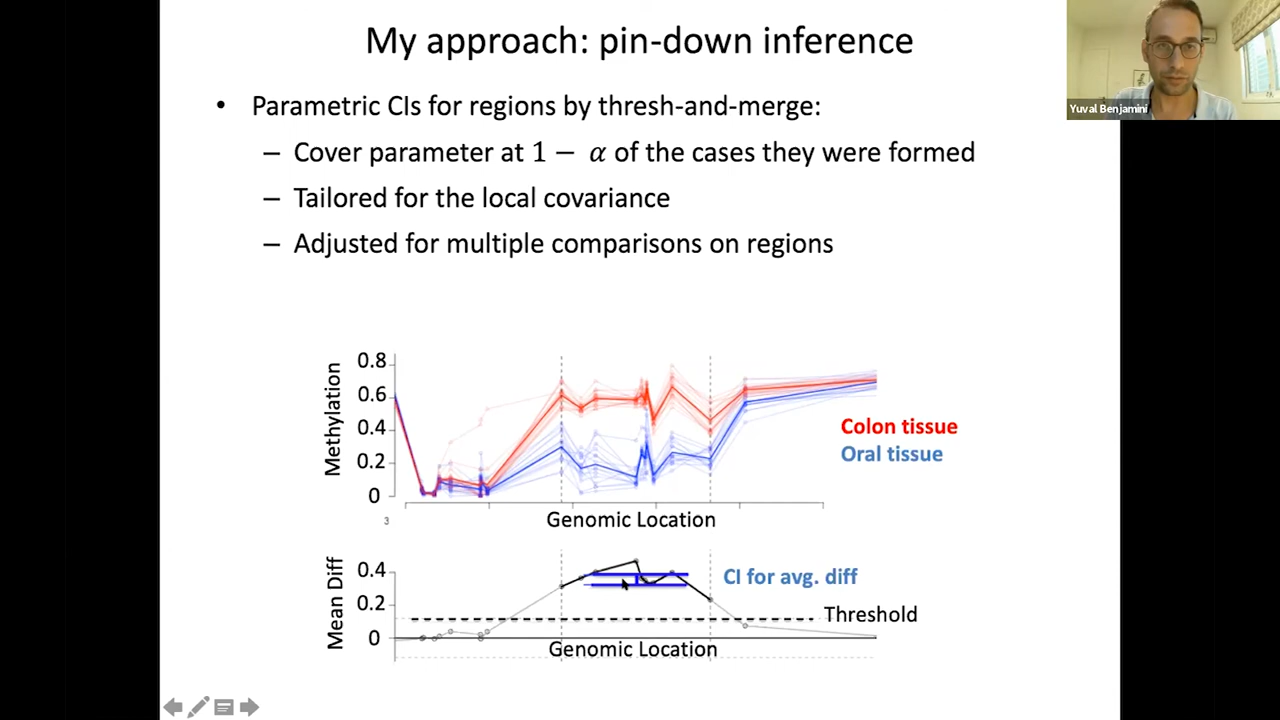 My approach: pin-down inference
Yuval Benjamini
• Parametric CIs for regions by thresh-and-merge:
– Cover parameter at 1 − α of the cases they were formed
– Tailored for the local covariance
– Adjusted for multiple comparisons on regions
Methylation
0.8
0.6
0.4
0.2
0
Colon tissue
Oral tissue
3
Genomic Location
Mean Diff
0.4
0.2
0
CI for avg. diff
Threshold
Genomic Location